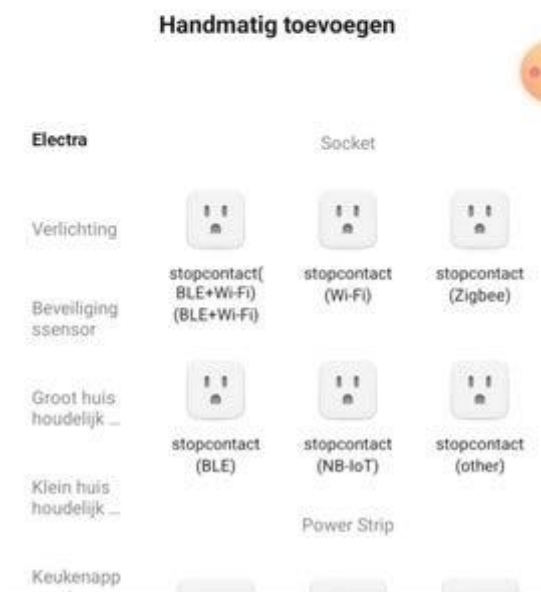 Handmatig toevoegen
Electra
Verlichting
Beveiliging
ssensor
Groot huis
houdelijk ...
Klein huis
houdelijk ...
Keukenapp
Socket
stopcontact(
BLE+Wi-Fi)
(BLE+Wi-Fi)
stopcontact
(Wi-Fi)
stopcontact
(Zigbee)
stopcontact
(BLE)
stopcontact
(NB-IoT)
stopcontact
(other)
Power Strip